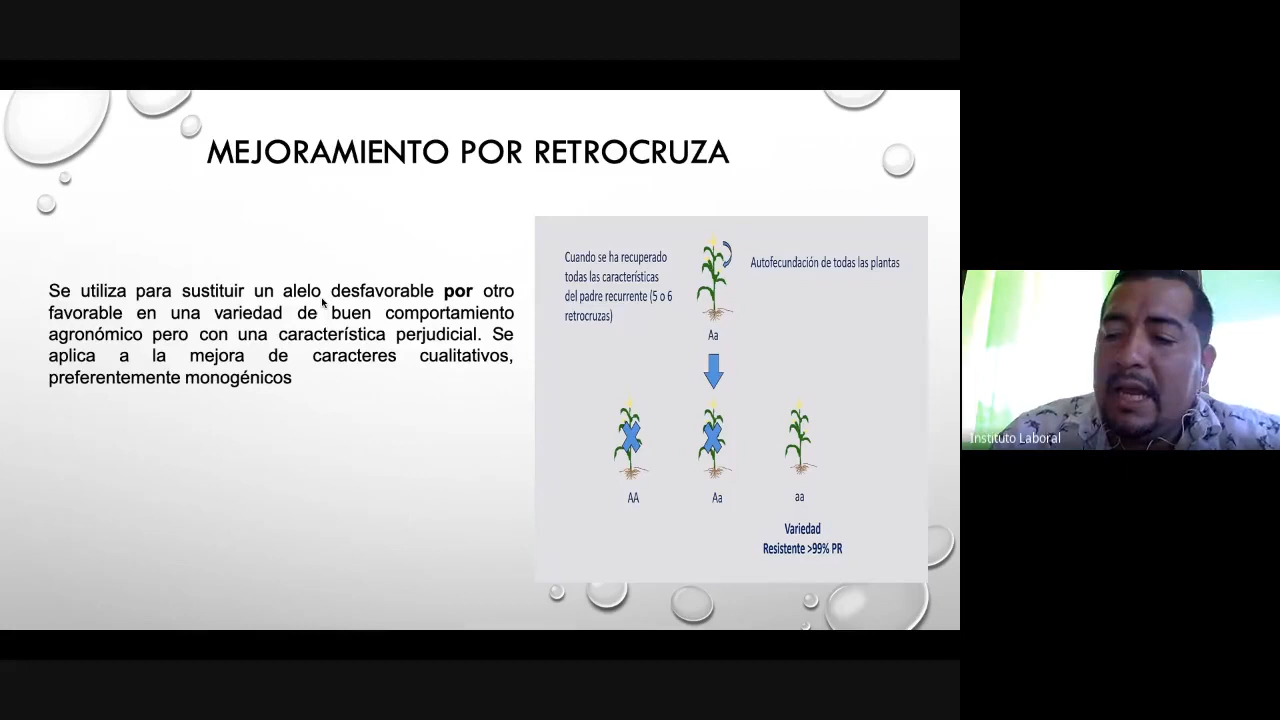 MEJORAMIENTO POR RETROCRUZA
Se utiliza para sustituir un alelo desfavorable por otro
favorable en una variedad de buen comportamiento
agronómico pero con una característica perjudicial. Se
aplica a la mejora de caracteres cualitativos,
preferentemente monogénicos
Cuando se ha recuperado
todas las características
del padre recurrente (5 o 6
retrocruzas)
Autofecundación de todas las plantas
Aa
AA
Aa
aa
Variedad
Resistente >99% PR
Instituto Laboral